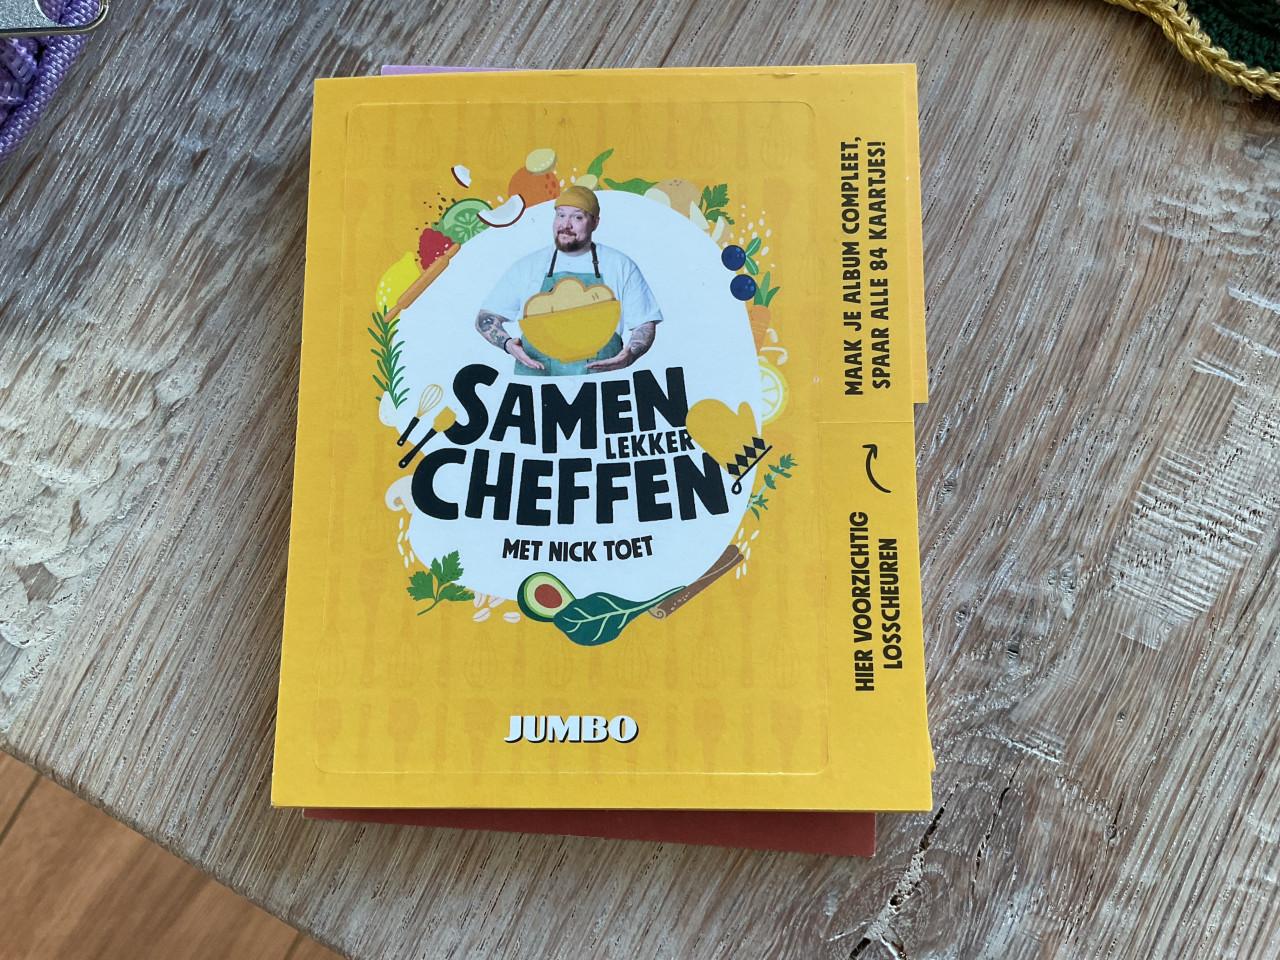 SAMEN
LEKKER
CHEFFEN
MET NICK TOET
JUMBO
MAAK JE ALBUM COMPLEET,
SPAAR ALLE 84 KAARTJES!
HIER VOORZICHTIG
LOSSCHEUREN